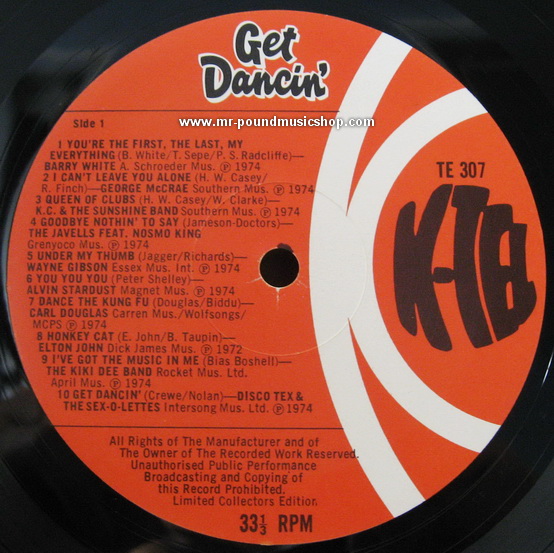 Get
Dancin'
Side 1
www.mr-poundmusicshop.com
1 YOU'RE THE FIRST, THE LAST, MY
EVERYTHING (B. White/T. Sepe/P. S. Radcliffe)—
BARRY WHITE A. Schroeder Mus. ℗ 1974
2 I CAN'T LEAVE YOU ALONE (H. W. Casey/
R. Finch)—GEORGE McCRAE Southern Mus. ℗ 1974
3 QUEEN OF CLUBS (H. W. Casey/W. Clarke)—
K.C. & THE SUNSHINE BAND Southern Mus. ℗ 1974
4 GOODBYE NOTHIN' TO SAY (Jameson-Doctors)—
THE JAVELLS FEAT. NOSMO KING
Grenyoco Mus. ℗ 1974
5 UNDER MY THUMB (Jagger/Richards)—
WAYNE GIBSON Essex Mus. Int. ℗ 1974
6 YOU YOU YOU (Peter Shelley)—
ALVIN STARDUST Magnet Mus. ℗ 1974
7 DANCE THE KUNG FU (Douglas/Biddu)—
CARL DOUGLAS Carren Mus./Wolfsongs/
MCPS ℗ 1974
8 HONKEY CAT (E. John/B. Taupin)—
ELTON JOHN Dick James Mus. ℗ 1972
9 I'VE GOT THE MUSIC IN ME (Bias Boshell)—
THE KIKI DEE BAND Rocket Mus. Ltd.
April Mus. ℗ 1974
10 GET DANCIN' (Crewe/Nolan)—DISCO TEX &
THE SEX-O-LETTES Intersong Mus. Ltd ℗ 1974
TE 307
K-TEL
All Rights of The Manufacturer and of
The Owner of The Recorded Work Reserved.
Unauthorised Public Performance
Broadcasting and Copying of
this Record Prohibited.
Limited Collectors Edition.
33⅓ RPM